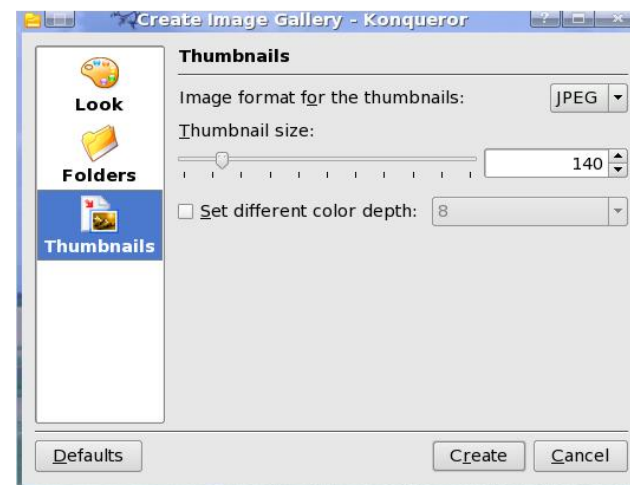 Create Image Gallery - Konqueror
Look
Folders
Thumbnails
Thumbnails
Image format for the thumbnails: JPEG
Thumbnail size:
140
Set different color depth: 8
Defaults Create Cancel